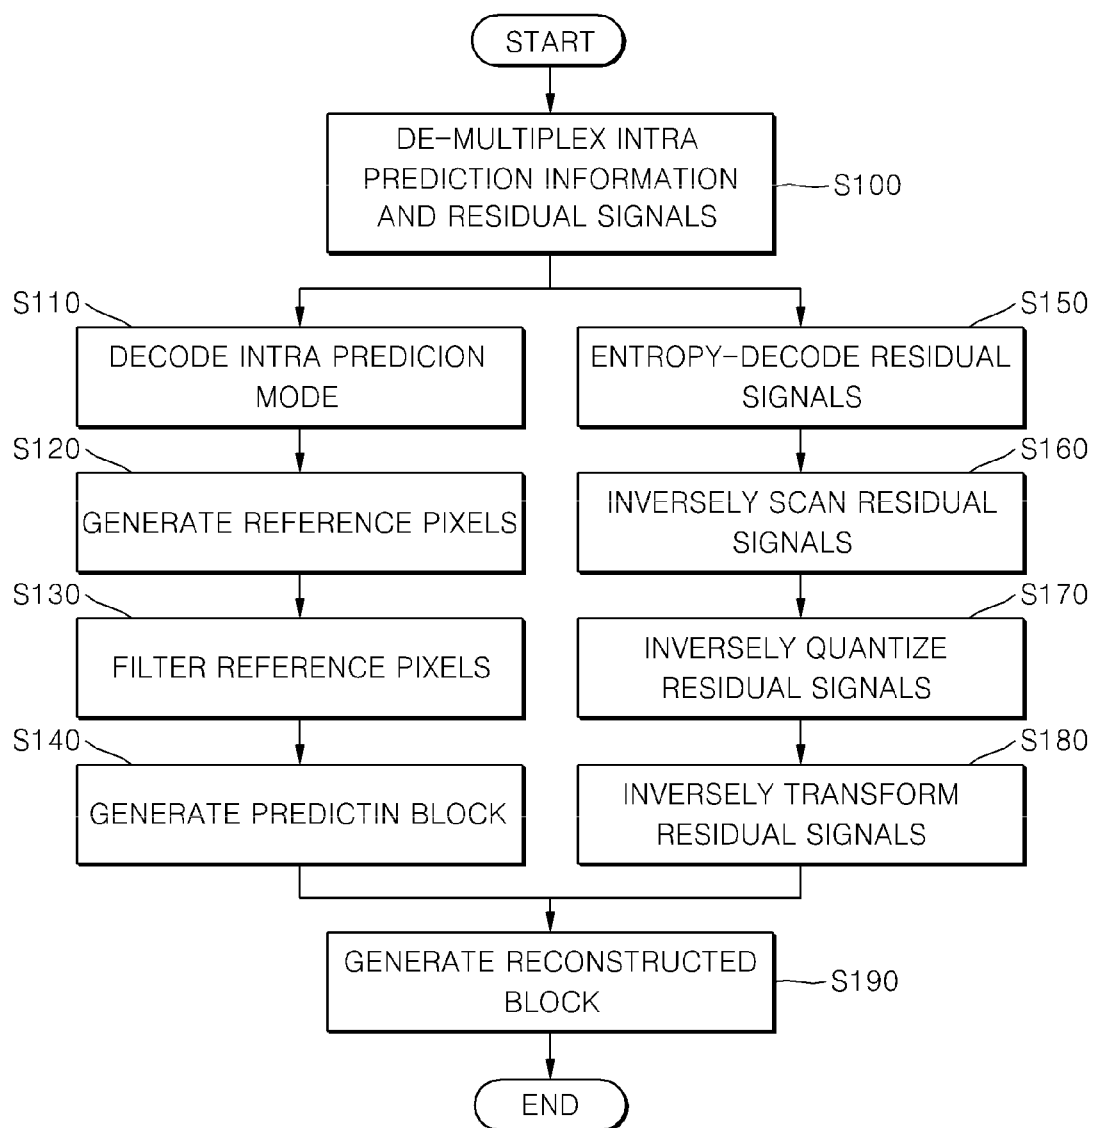 START
DE-MULTIPLEX INTRA
PREDICTION INFORMATION
AND RESIDUAL SIGNALS
S100
S110
DECODE INTRA PREDICION
MODE
S120
GENERATE REFERENCE PIXELS
S130
FILTER REFERENCE PIXELS
S140
GENERATE PREDICTIN BLOCK
S150
ENTROPY-DECODE RESIDUAL
SIGNALS
S160
INVERSELY SCAN RESIDUAL
SIGNALS
S170
INVERSELY QUANTIZE
RESIDUAL SIGNALS
S180
INVERSELY TRANSFORM
RESIDUAL SIGNALS
GENERATE RECONSTRUCTED
BLOCK
S190
END